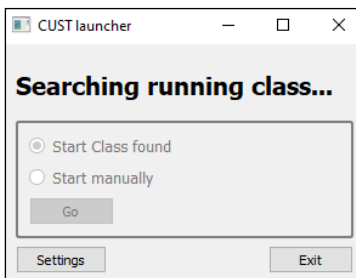 CUST launcher
Searching running class...
Start Class found
Start manually
Go
Settings Exit